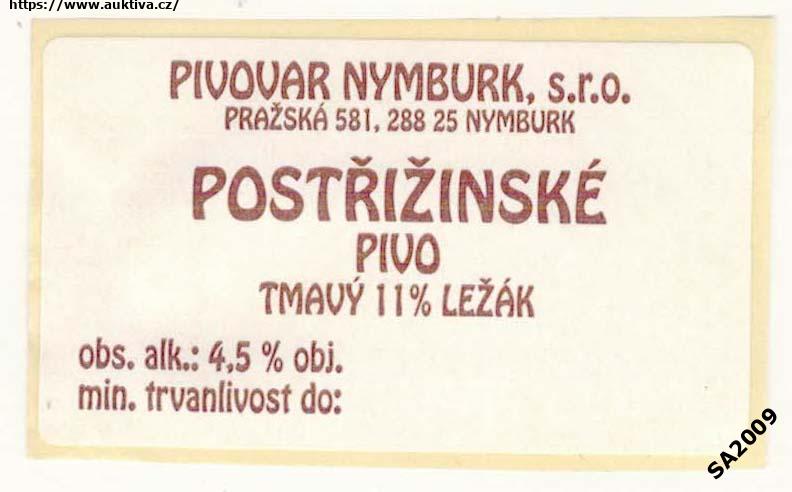 https://www.auktiva.cz/
PIVOVAR NYMBURK, s.r.o.
PRAŽSKÁ 581, 288 25 NYMBURK
POSTŘIŽINSKÉ
PIVO
TMAVÝ 11% LEŽÁK
obs. alk.: 4,5 % obj.
min. trvanlivost do:
SA2009